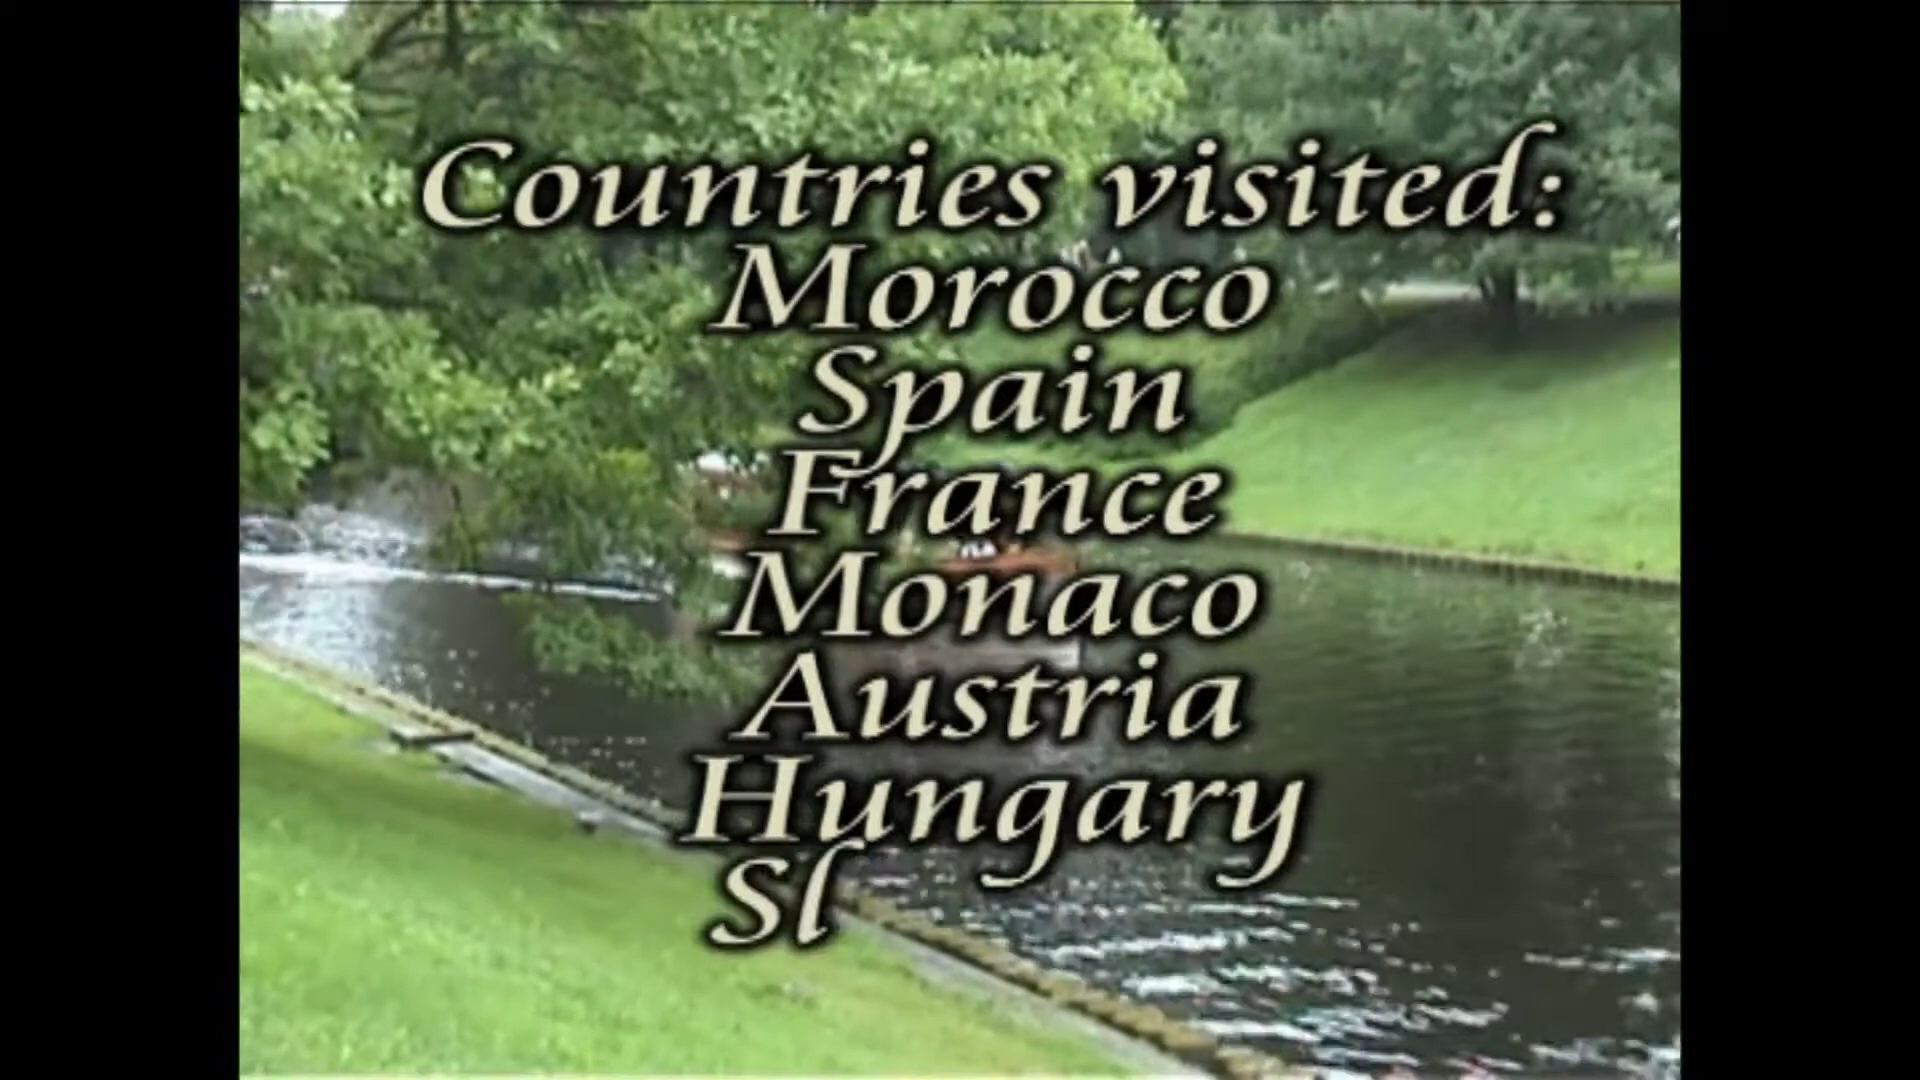 Countries visited:
Morocco
Spain
France
Monaco
Austria
Hungary
Sl